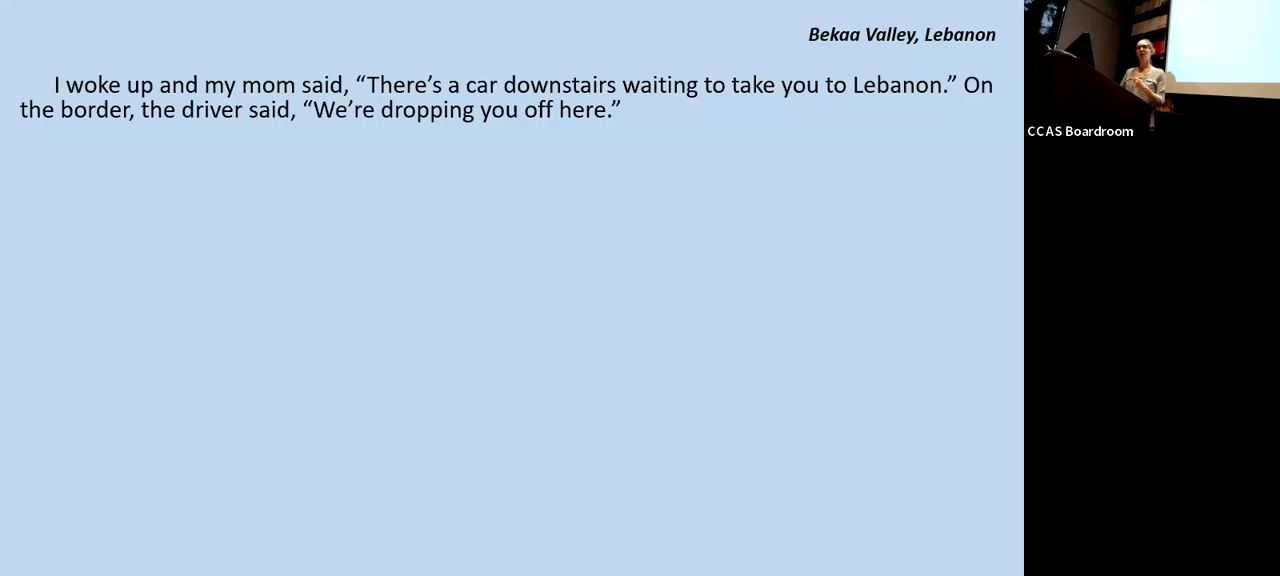 Bekaa Valley, Lebanon
I woke up and my mom said, “There’s a car downstairs waiting to take you to Lebanon.” On
the border, the driver said, “We’re dropping you off here.”
CCAS Boardroom